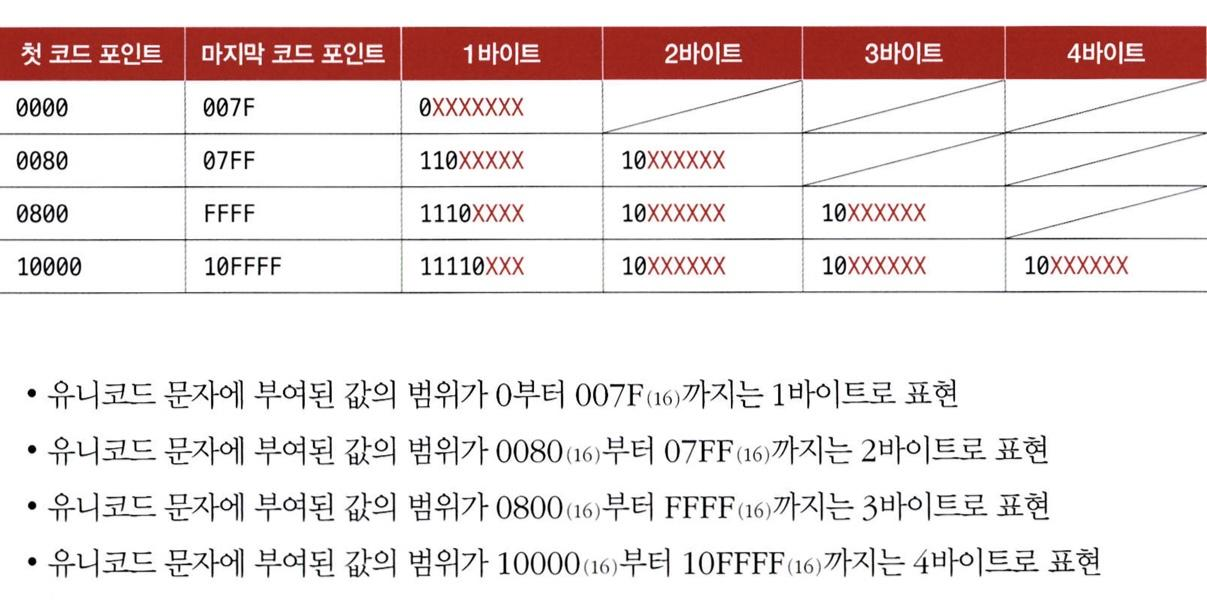 첫 코드 포인트 마지막 코드 포인트 1바이트 2바이트 3바이트 4바이트
0000 007F 0XXXXXXX
0080 07FF 110XXXXX 10XXXXXX
0800 FFFF 1110XXXX 10XXXXXX 10XXXXXX
10000 10FFFF 11110XXX 10XXXXXX 10XXXXXX 10XXXXXX
• 유니코드 문자에 부여된 값의 범위가 0부터 007F(16)까지는 1바이트로 표현
• 유니코드 문자에 부여된 값의 범위가 0080(16)부터 07FF(16)까지는 2바이트로 표현
• 유니코드 문자에 부여된 값의 범위가 0800(16)부터 FFFF(16)까지는 3바이트로 표현
• 유니코드 문자에 부여된 값의 범위가 10000(16)부터 10FFFF(16)까지는 4바이트로 표현